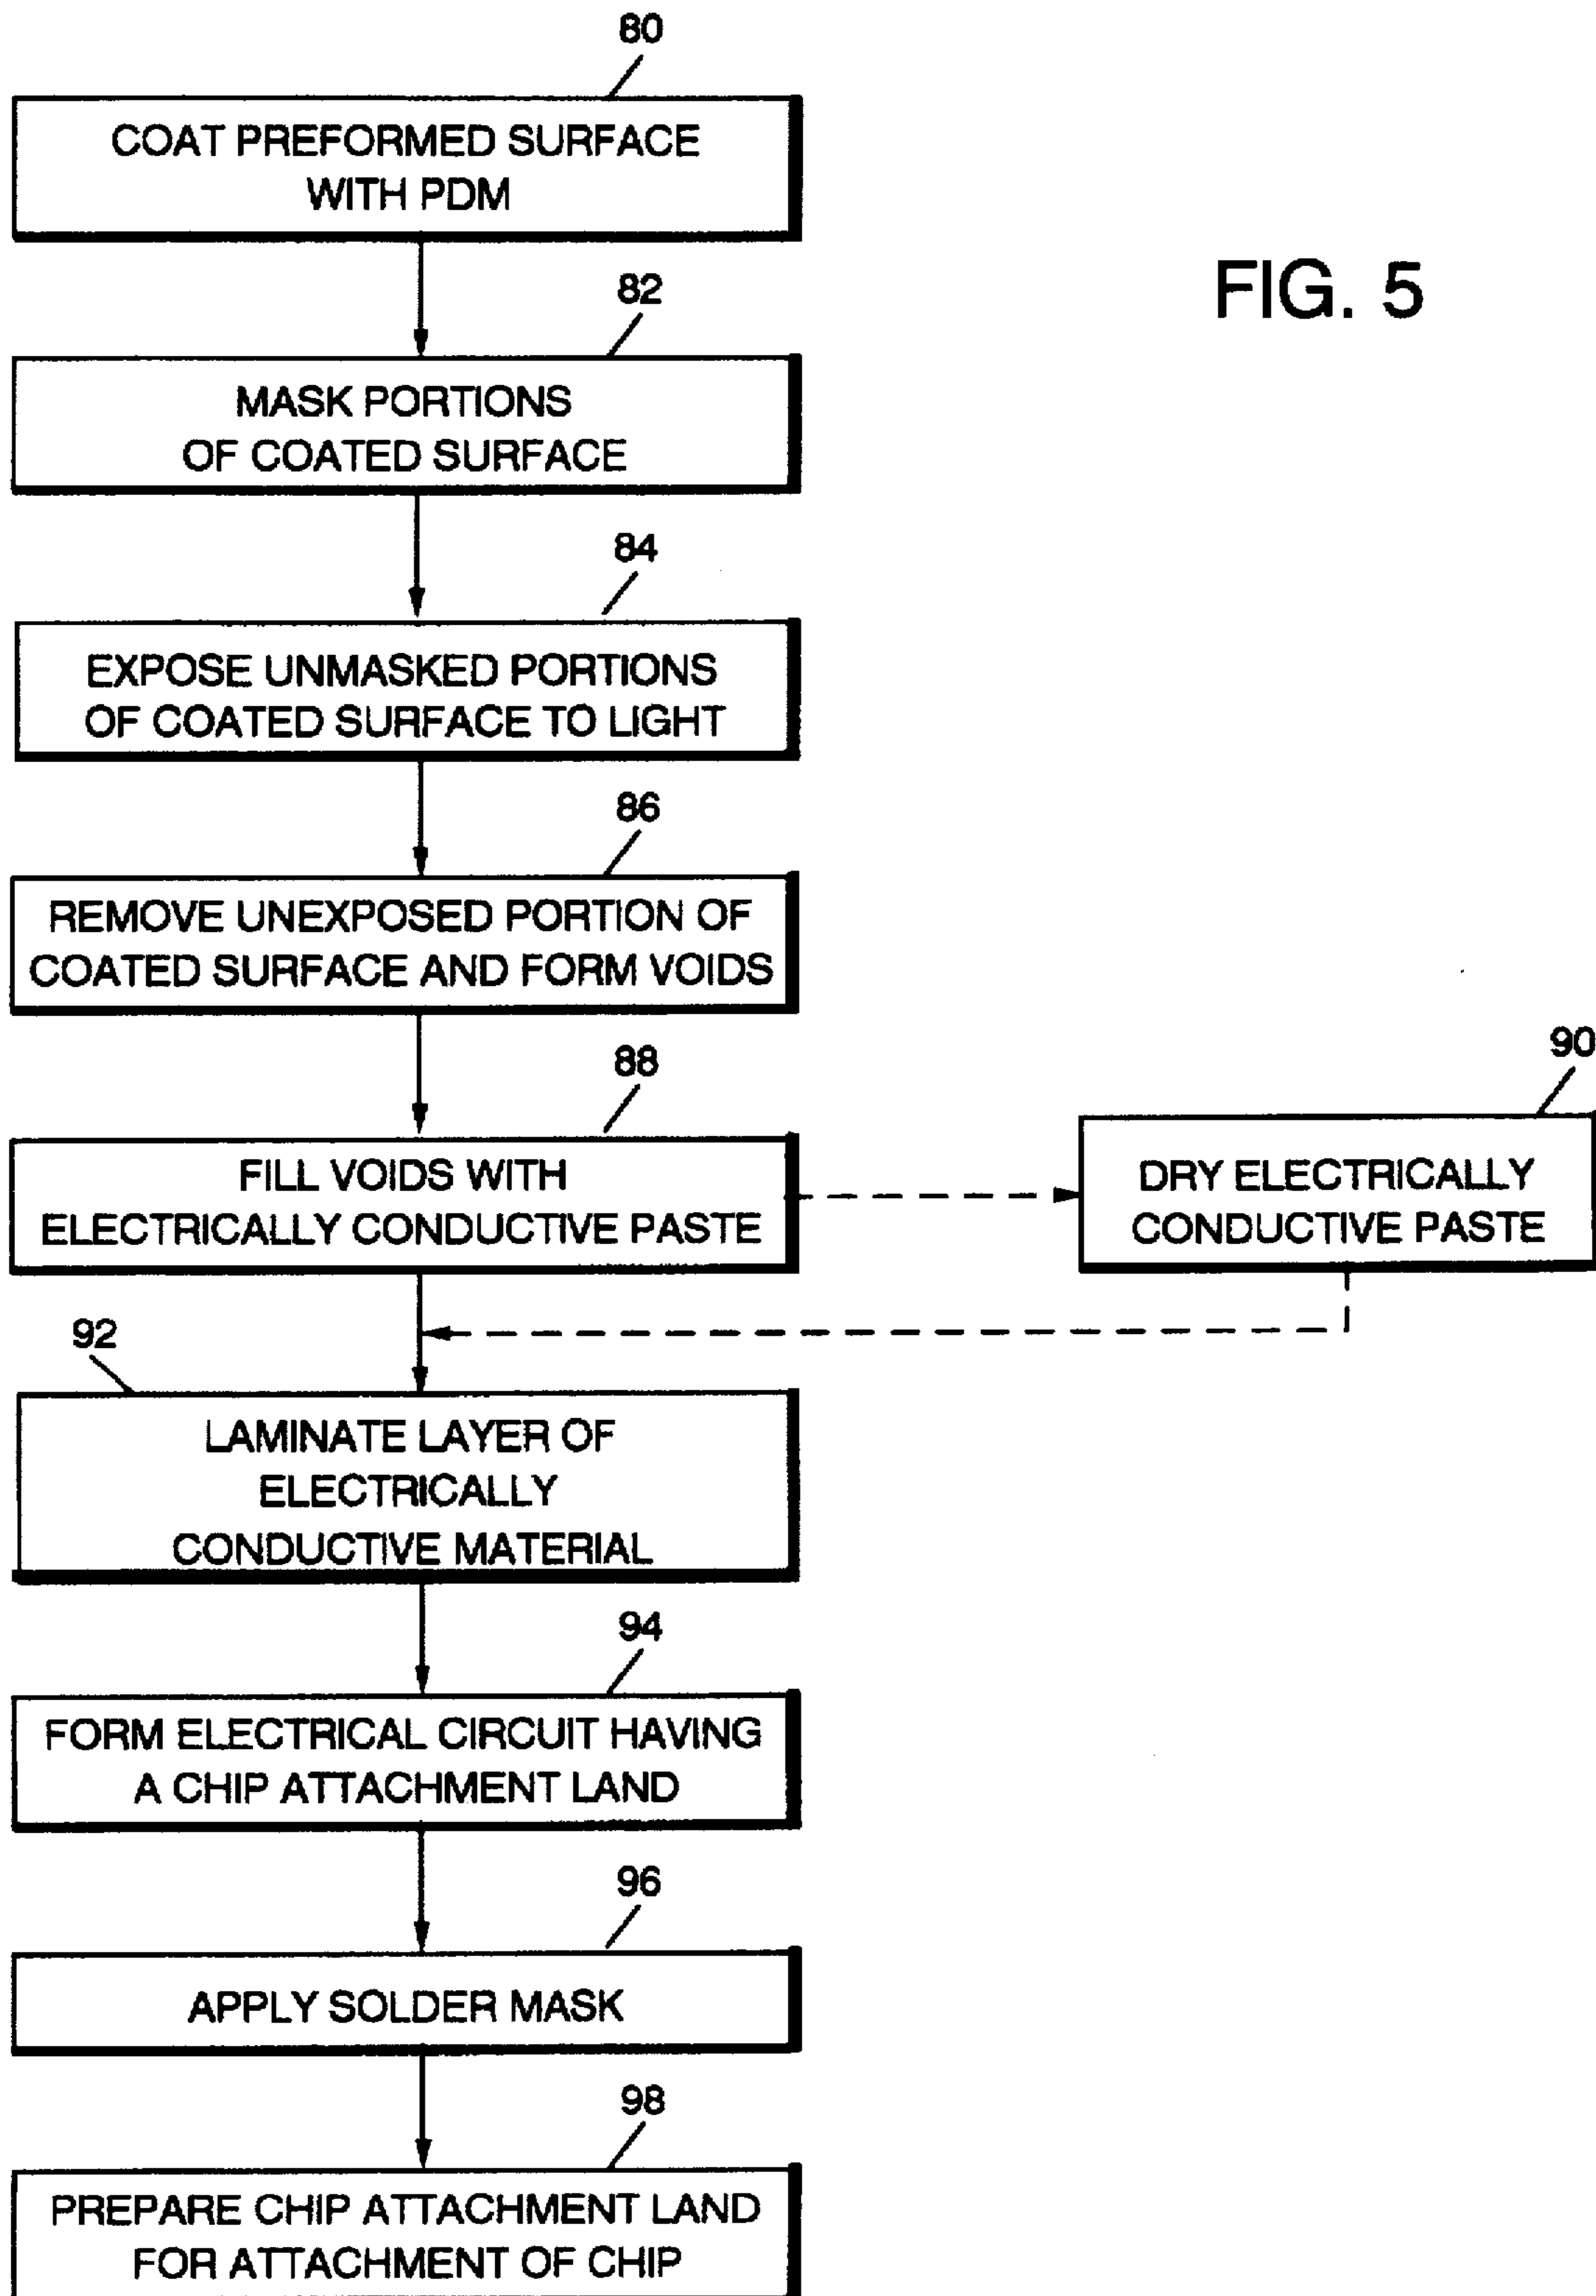 80
COAT PREFORMED SURFACE
WITH PDM
FIG. 5
82
MASK PORTIONS
OF COATED SURFACE
84
EXPOSE UNMASKED PORTIONS
OF COATED SURFACE TO LIGHT
86
REMOVE UNEXPOSED PORTION OF
COATED SURFACE AND FORM VOIDS
88
FILL VOIDS WITH
ELECTRICALLY CONDUCTIVE PASTE
90
DRY ELECTRICALLY
CONDUCTIVE PASTE
92
LAMINATE LAYER OF
ELECTRICALLY
CONDUCTIVE MATERIAL
94
FORM ELECTRICAL CIRCUIT HAVING
A CHIP ATTACHMENT LAND
96
APPLY SOLDER MASK
98
PREPARE CHIP ATTACHMENT LAND
FOR ATTACHMENT OF CHIP